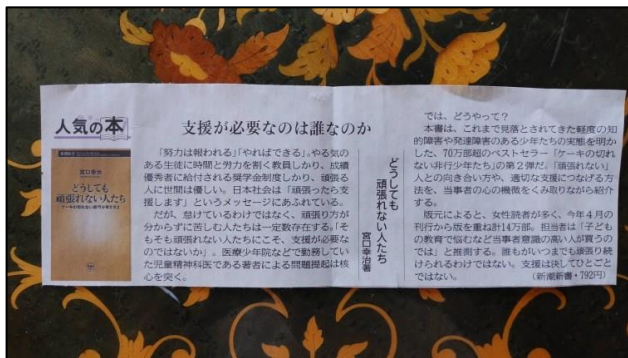 人気の本
宮口幸治
どうしても
頑張れない人たち
支援が必要なのは誰なのか
「努力は報われる」「やればできる」。やる気の
ある生徒に時間と労力を割く教員しかり、成績
優秀者に給付される奨学金制度しかり、頑張る
人に世間は優しい。日本社会は「頑張ったら支
援します」というメッセージにあふれている。
だが、怠けているわけではなく、頑張り方が
分からずに苦しむ人たちは一定数存在する。「そ
もそも頑張れない人たちにこそ、支援が必要な
のではないか」。医療少年院などで勤務してい
た児童精神科医である著者による問題提起は核
心を突く。
どうしても
頑張れない人たち
宮口幸治著
では、どうやって?
本書は、これまで見落とされてきた軽度の知
的障害や発達障害のある少年たちの実態を明か
した、70万部超のベストセラー「ケーキの切れ
ない非行少年たち」の第2弾だ。「頑張れない」
人との向き合い方や、適切な支援につなげる方
法を、当事者の心の機微をくみ取りながら紹介
する。
版元によると、女性読者が多く、今年4月の
刊行から版を重ね計14万部。担当者は「子ども
の教育で悩むなど当事者意識の高い人が買うの
では」と推測する。誰もがいつまでも頑張り続
けられるわけではない。支援は決してひとごと
ではない。
(新潮新書・792円)